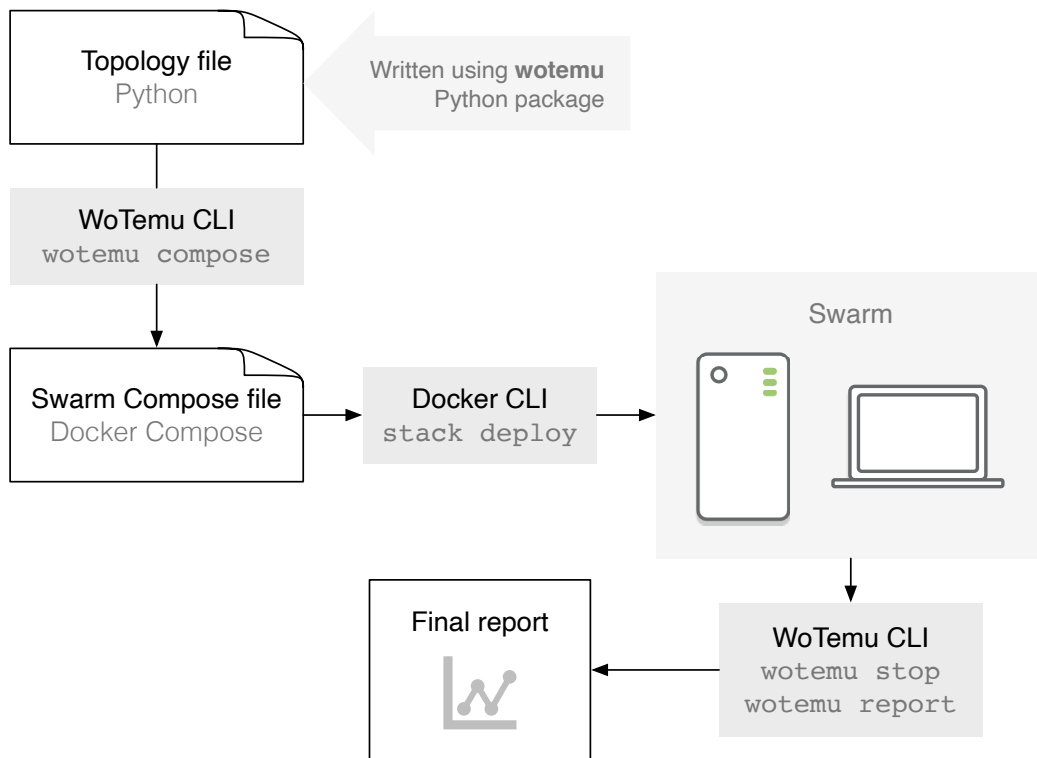 Topology file
Python
Written using wotemu
Python package
WoTemu CLI
wotemu compose
Swarm Compose file
Docker Compose
Docker CLI
stack deploy
Swarm
WoTemu CLI
wotemu stop
wotemu report
Final report